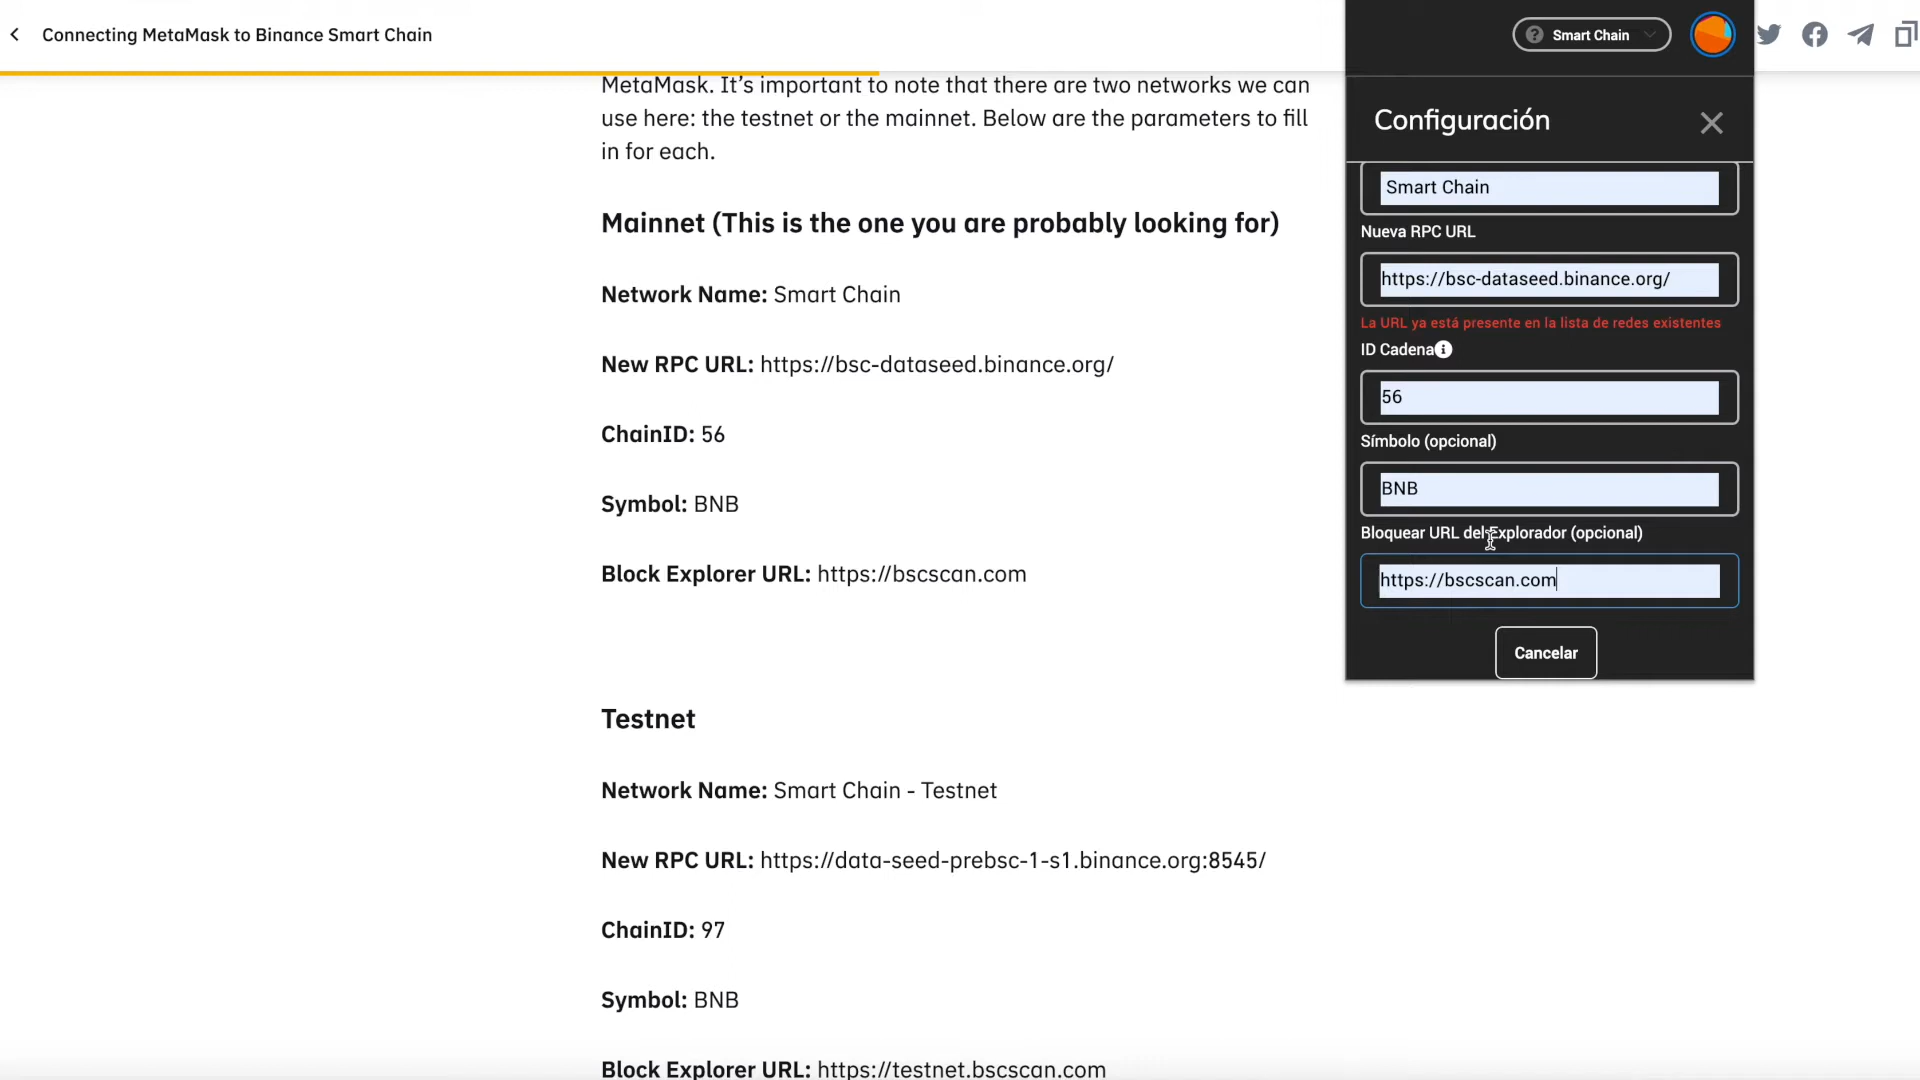 Connecting MetaMask to Binance Smart Chain
MetaMask. It’s important to note that there are two networks we can
use here: the testnet or the mainnet. Below are the parameters to fill
in for each.
Mainnet (This is the one you are probably looking for)
Network Name: Smart Chain
New RPC URL: https://bsc-dataseed.binance.org/
ChainID: 56
Symbol: BNB
Block Explorer URL: https://bscscan.com
Testnet
Network Name: Smart Chain - Testnet
New RPC URL: https://data-seed-prebsc-1-s1.binance.org:8545/
ChainID: 97
Symbol: BNB
Block Explorer URL: https://testnet.bscscan.com
Smart Chain
Configuración
Smart Chain
Nueva RPC URL
https://bsc-dataseed.binance.org/
La URL ya está presente en la lista de redes existentes
ID Cadena
56
Símbolo (opcional)
BNB
Bloquear URL del Explorador (opcional)
https://bscscan.com
Cancelar